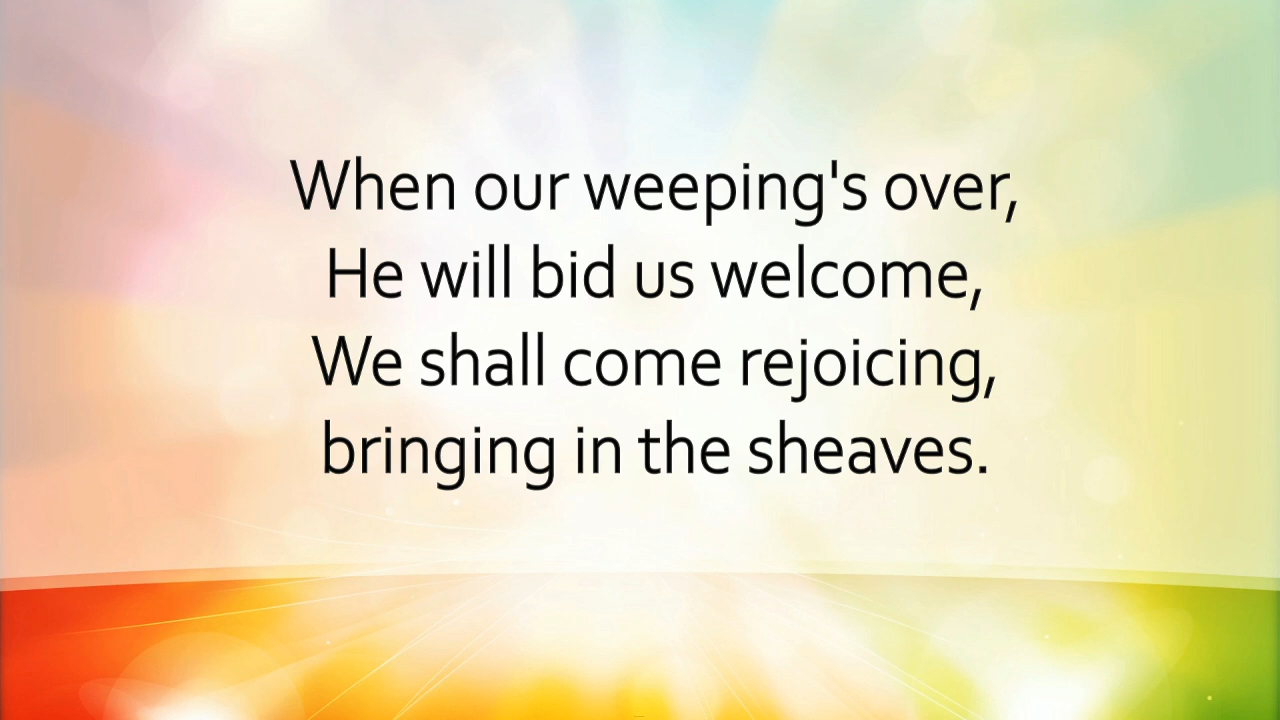 When our weeping's over,
He will bid us welcome,
We shall come rejoicing,
bringing in the sheaves.